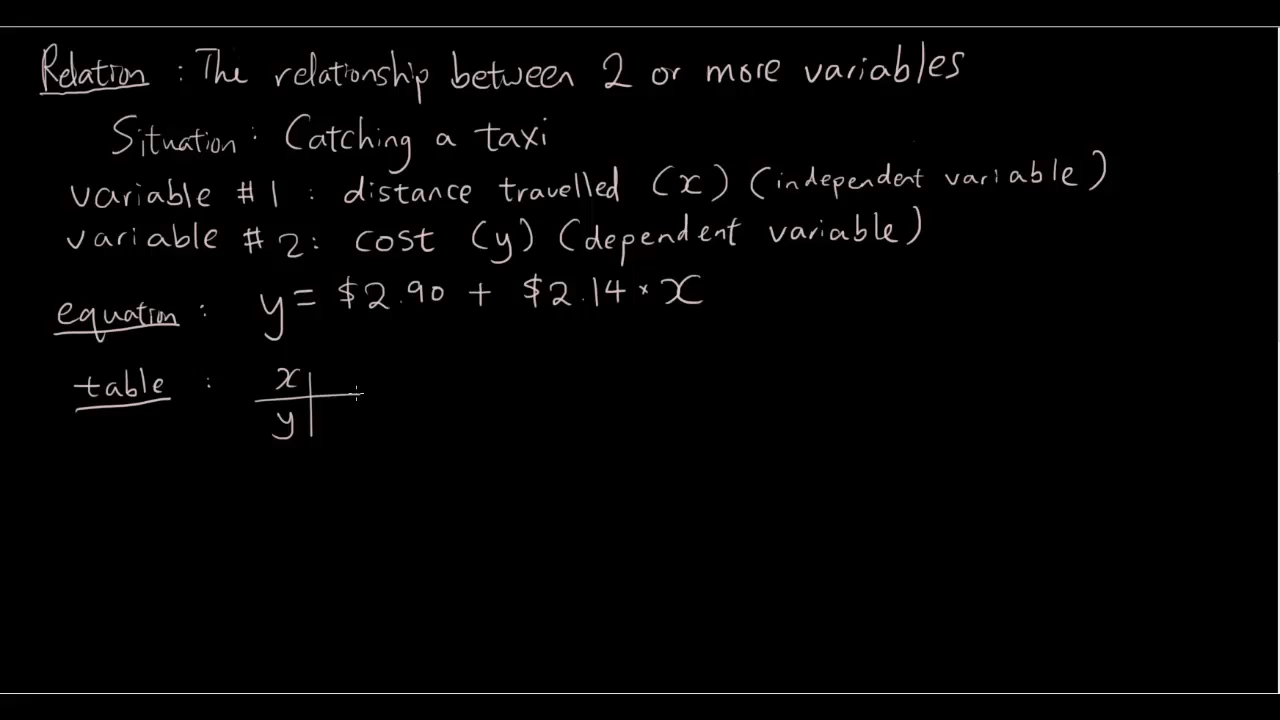 Relation : The relationship between 2 or more variables
Situation : Catching a taxi
variable #1 : distance travelled (x) (independent variable)
variable #2: cost (y) (dependent variable)
equation : y = $2.90 + $2.14 * x
table : x
y